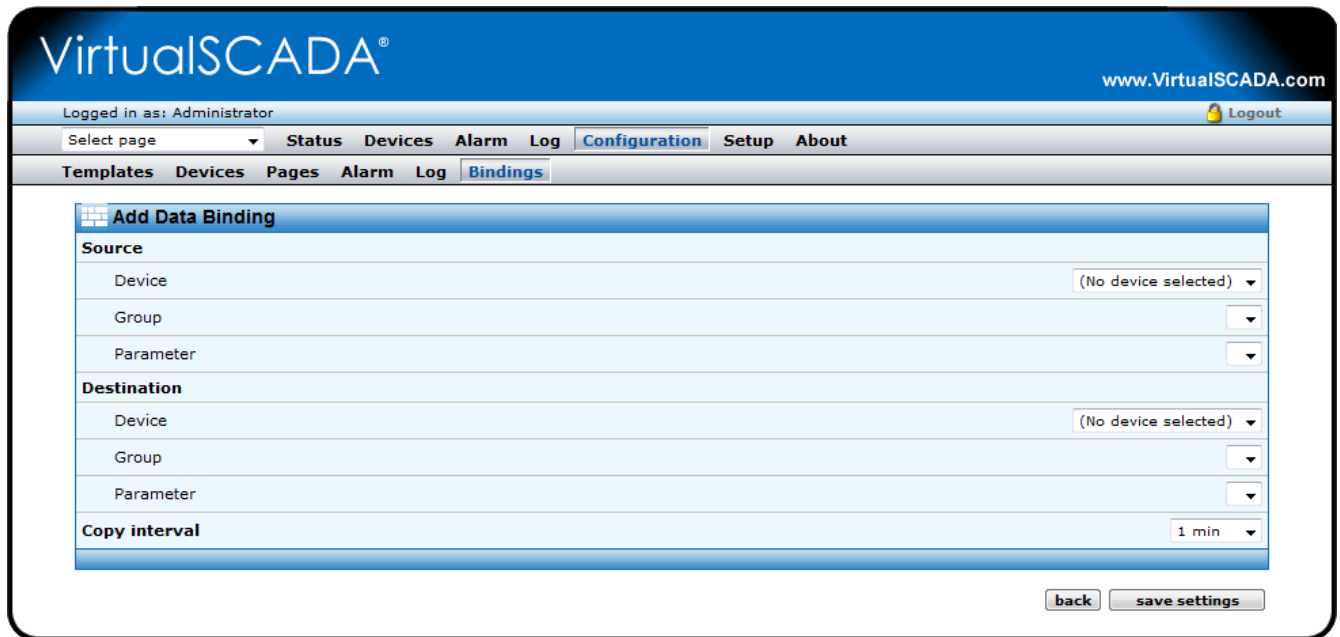 VirtualSCADA®
www.VirtualSCADA.com
Logged in as: Administrator Logout
Select page Status Devices Alarm Log Configuration Setup About
Templates Devices Pages Alarm Log Bindings
Add Data Binding
Source
Device (No device selected)
Group
Parameter
Destination
Device (No device selected)
Group
Parameter
Copy interval 1 min
back save settings